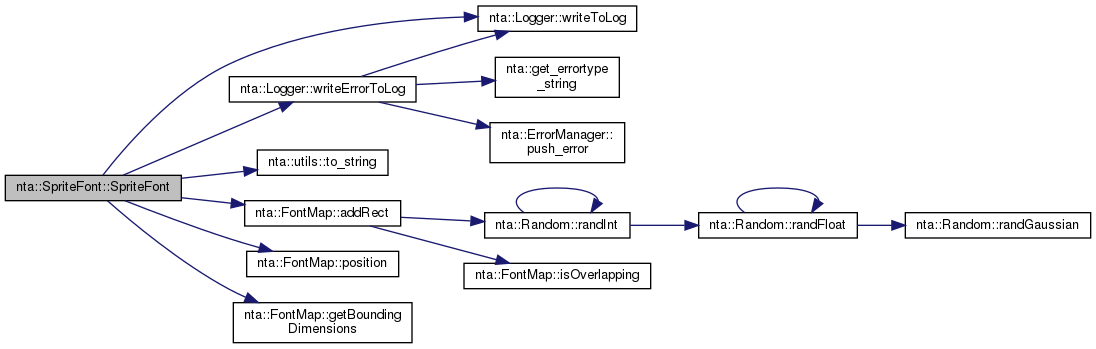 nta::Logger::writeToLog
nta::Logger::writeErrorToLog
nta::get_errortype
_string
nta::ErrorManager::
push_error
nta::SpriteFont::SpriteFont
nta::utils::to_string
nta::FontMap::addRect
nta::Random::randInt
nta::Random::randFloat
nta::Random::randGaussian
nta::FontMap::position
nta::FontMap::isOverlapping
nta::FontMap::getBounding
Dimensions